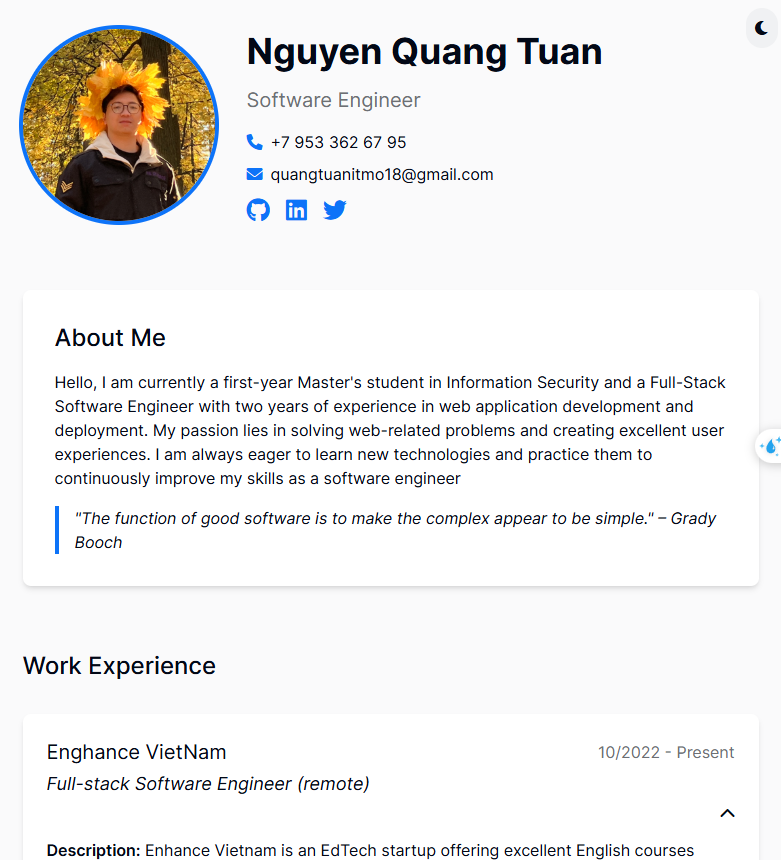 Nguyen Quang Tuan
Software Engineer
+7 953 362 67 95
quangtuanitmo18@gmail.com
About Me
Hello, I am currently a first-year Master's student in Information Security and a Full-Stack
Software Engineer with two years of experience in web application development and
deployment. My passion lies in solving web-related problems and creating excellent user
experiences. I am always eager to learn new technologies and practice them to
continuously improve my skills as a software engineer
"The function of good software is to make the complex appear to be simple." – Grady
Booch
Work Experience
Enghance VietNam
10/2022 - Present
Full-stack Software Engineer (remote)
Description: Enhance Vietnam is an EdTech startup offering excellent English courses